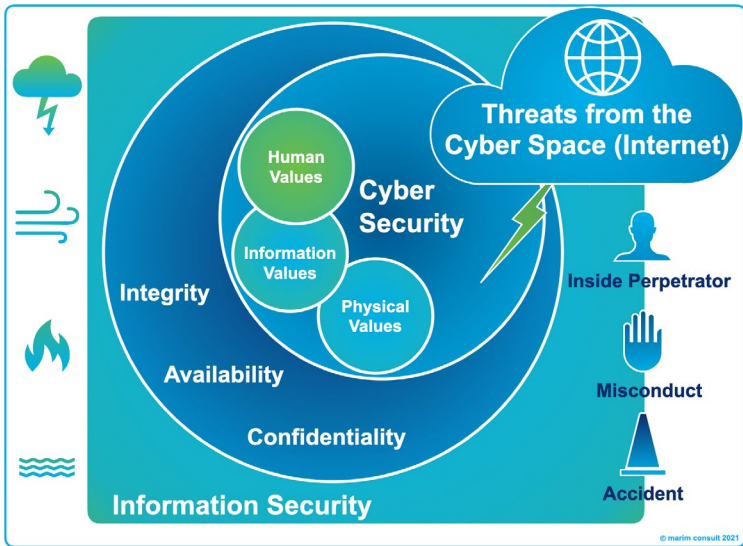 Threats from the
Cyber Space (Internet)
Human
Values
Cyber
Security
Information
Values
Physical
Values
Integrity
Availability
Confidentiality
Information Security
Inside Perpetrator
Misconduct
Accident
© marim consult 2021